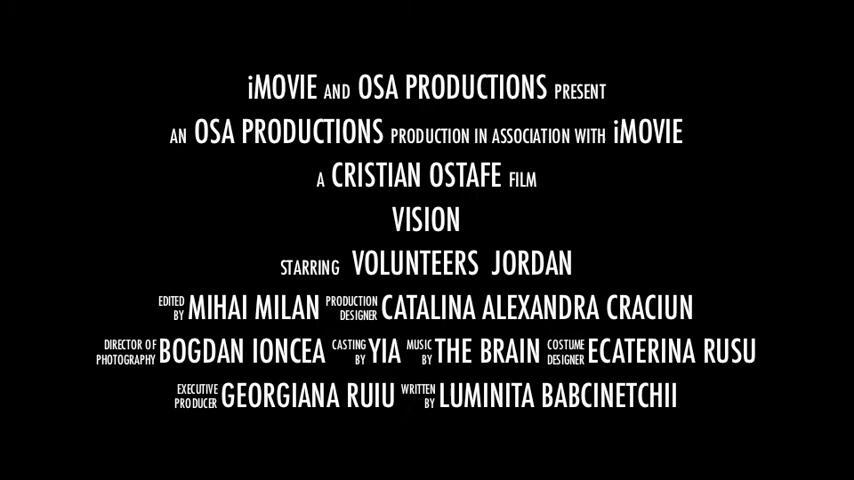 iMOVIE AND OSA PRODUCTIONS PRESENT
AN OSA PRODUCTIONS PRODUCTION IN ASSOCIATION WITH iMOVIE
A CRISTIAN OSTAFE FILM
VISION
STARRING VOLUNTEERS JORDAN
EDITED BY MIHAI MILAN PRODUCTION DESIGNER CATALINA ALEXANDRA CRACIUN
DIRECTOR OF PHOTOGRAPHY BOGDAN IONCEA CASTING BY YIA MUSIC BY THE BRAIN COSTUME DESIGNER ECATERINA RUSU
EXECUTIVE PRODUCER GEORGIANA RUIU WRITTEN BY LUMINITA BABCINETCHII